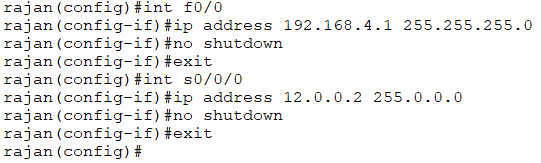 rajan(config)#int f0/0
rajan(config-if)#ip address 192.168.4.1 255.255.255.0
rajan(config-if)#no shutdown
rajan(config-if)#exit
rajan(config)#int s0/0/0
rajan(config-if)#ip address 12.0.0.2 255.0.0.0
rajan(config-if)#no shutdown
rajan(config-if)#exit
rajan(config)#